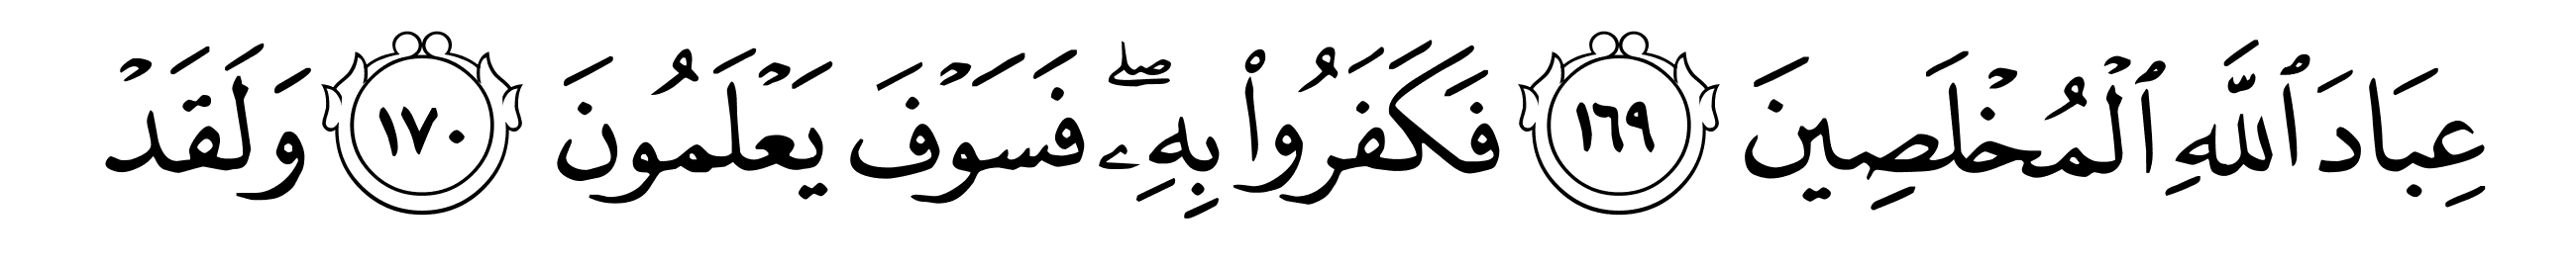 عِبَادَ ٱللَّهِ ٱلۡمُخۡلَصِينَ ١٦٩ فَكَفَرُواْ بِهِۦۖ فَسَوۡفَ يَعۡلَمُونَ ١٧٠ وَلَقَدۡ